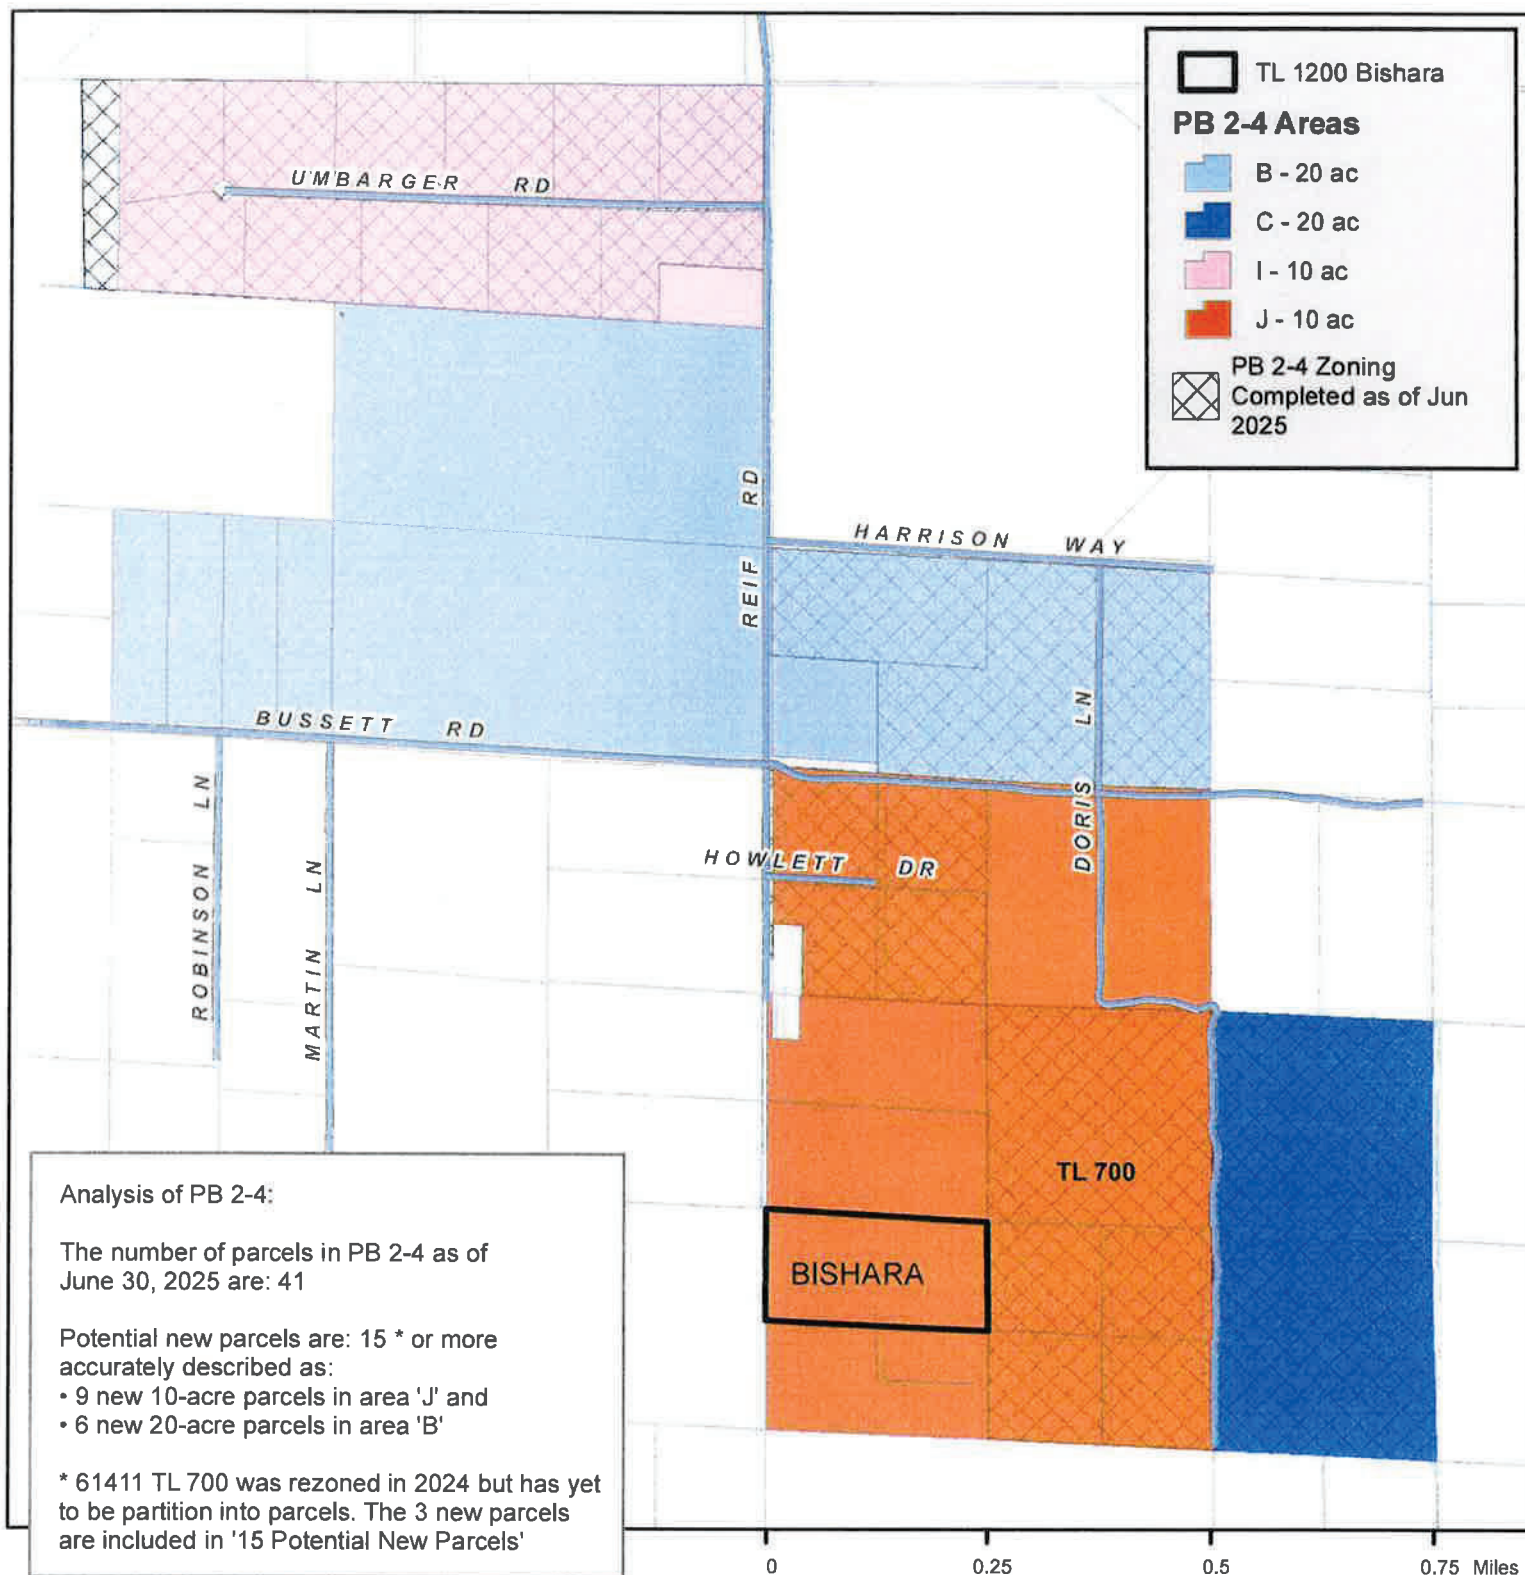 TL 1200 Bishara
PB 2-4 Areas
B - 20 ac
C - 20 ac
I - 10 ac
J - 10 ac
PB 2-4 Zoning
Completed as of Jun
2025
UMBARGER RD
REIF RD
HARRISON WAY
BUSSETT RD
DORIS LN
ROBINSON LN
MARTIN LN
HOWLETT DR
TL 700
BISHARA
Analysis of PB 2-4:
The number of parcels in PB 2-4 as of
June 30, 2025 are: 41
Potential new parcels are: 15 * or more
accurately described as:
• 9 new 10-acre parcels in area 'J' and
• 6 new 20-acre parcels in area 'B'
* 61411 TL 700 was rezoned in 2024 but has yet
to be partition into parcels. The 3 new parcels
are included in '15 Potential New Parcels'
0 0.25 0.5 0.75 Miles